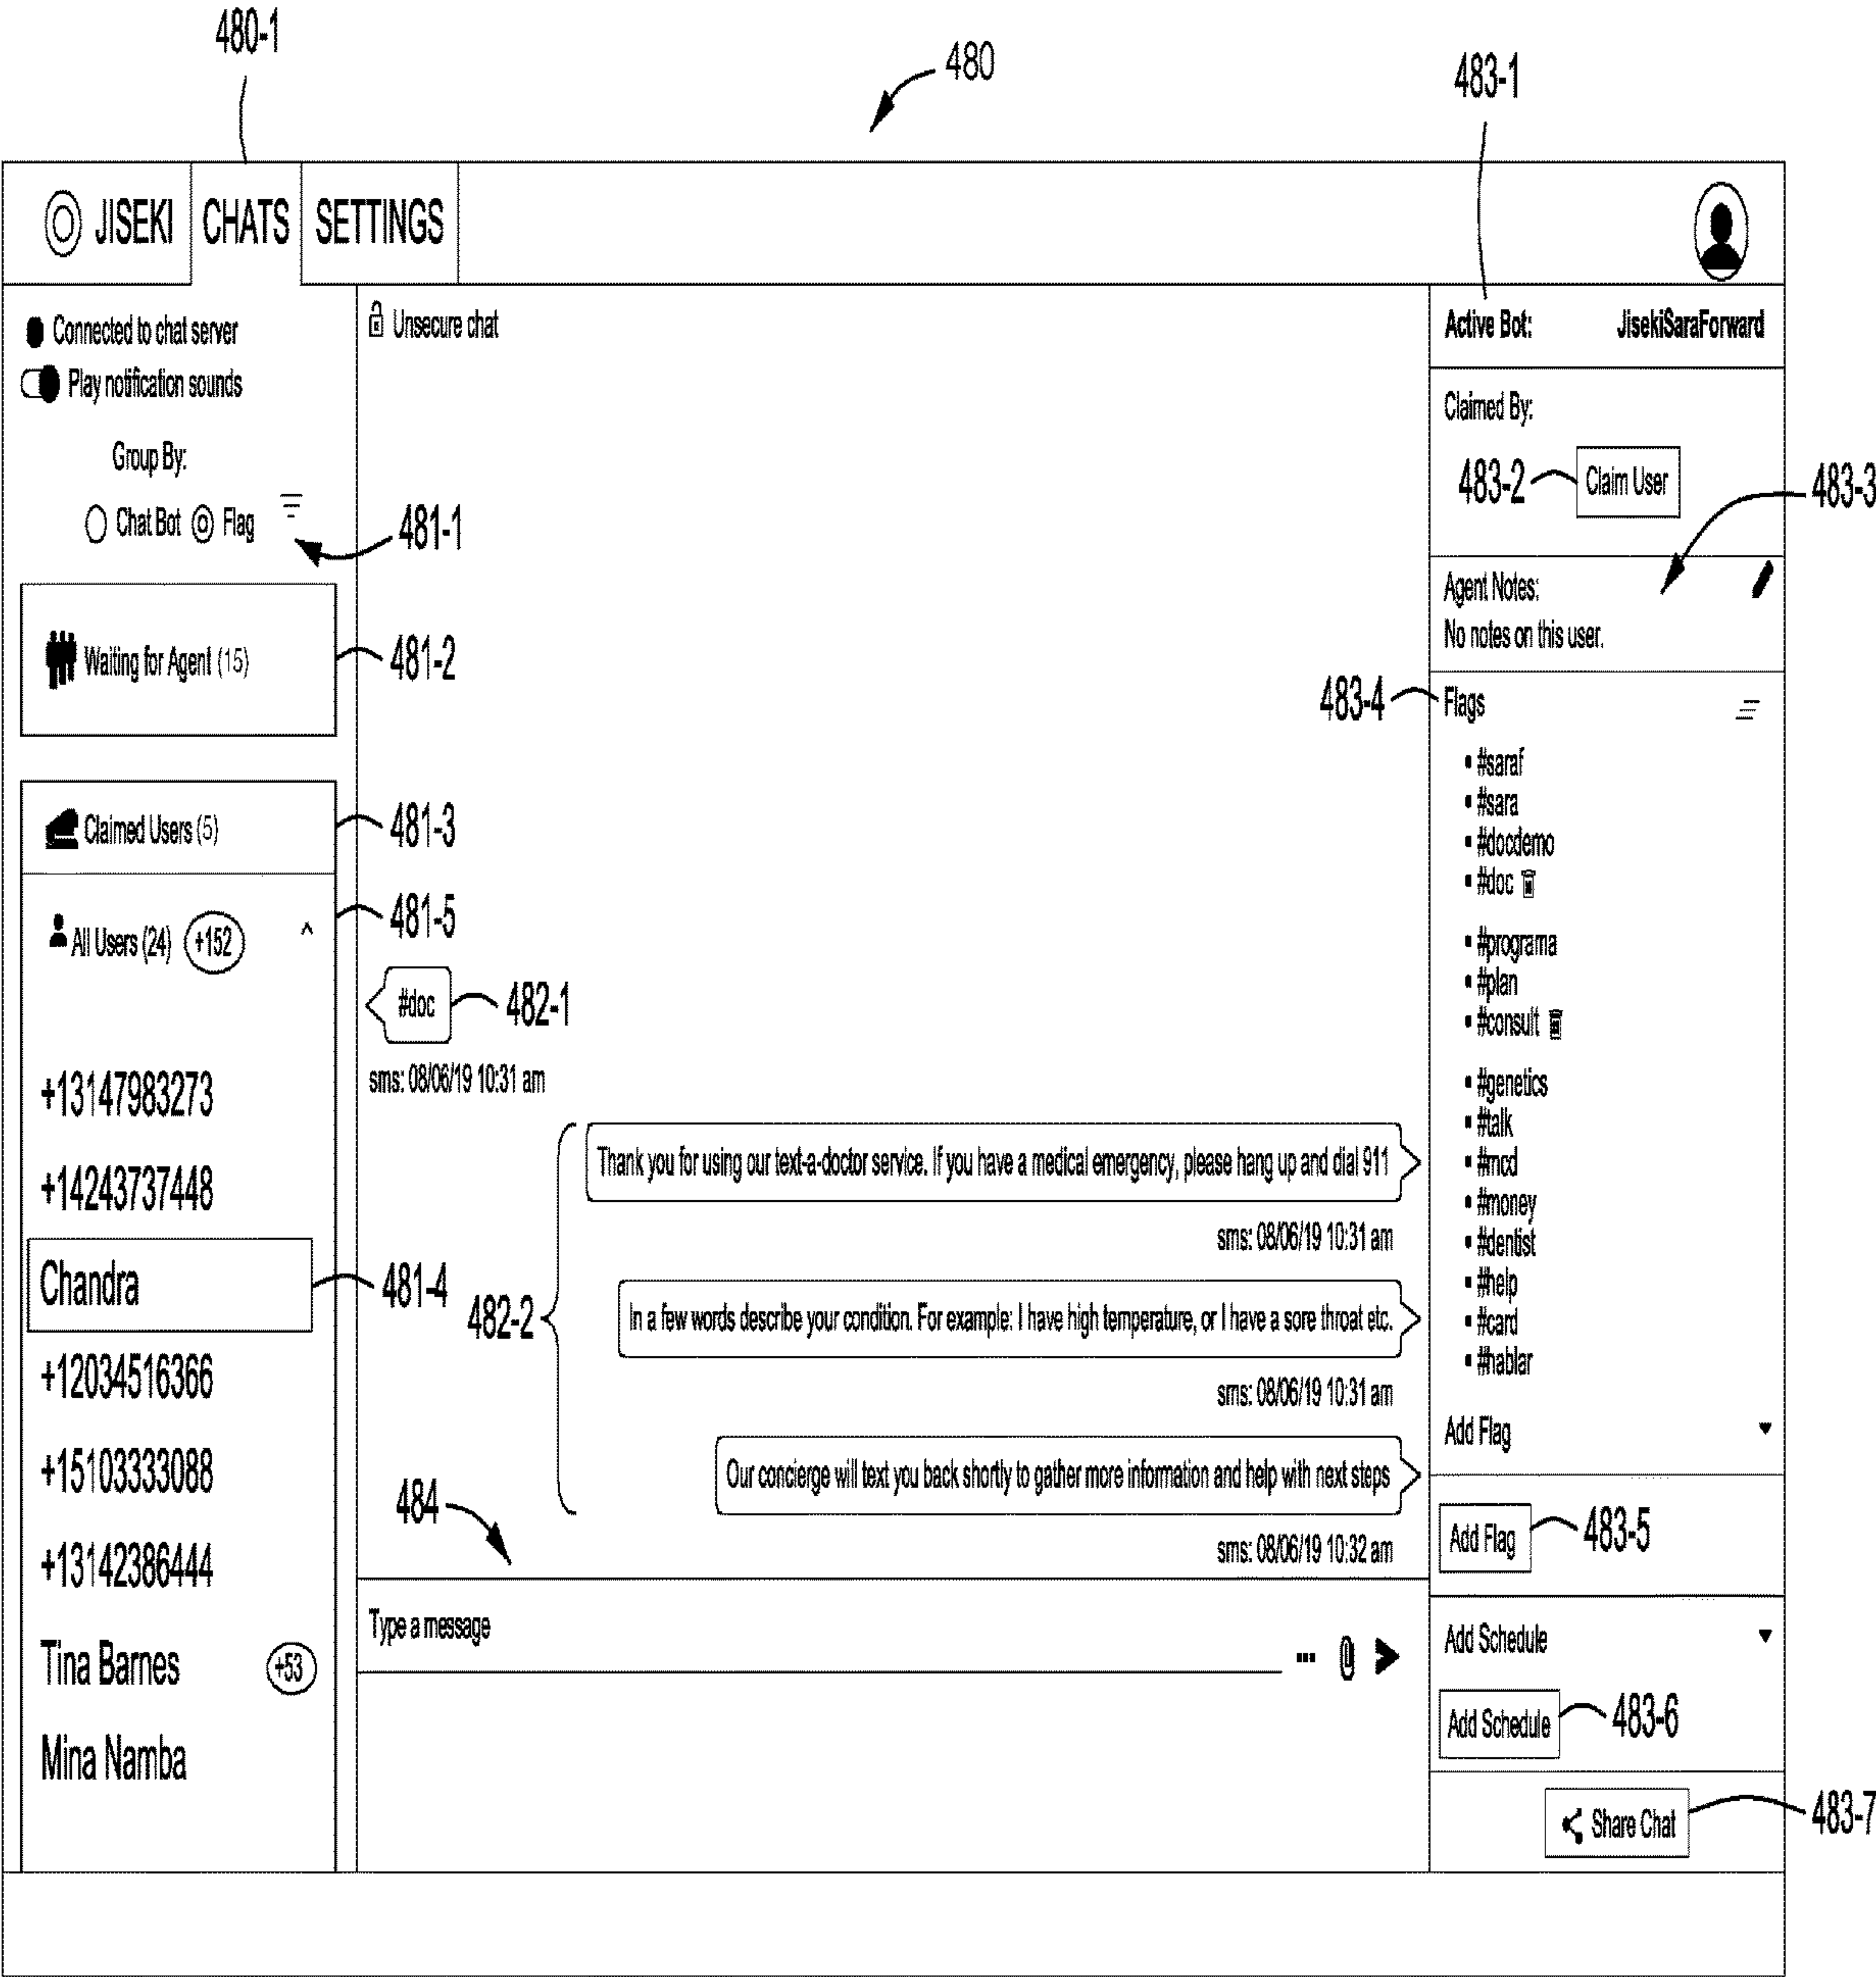 480-1
480
483-1
JISEKI CHATS SETTINGS
Connected to chat server
Play notification sounds
Group By:
Chat Bot Flag
481-1
Waiting for Agent (15)
481-2
Claimed Users (5)
481-3
All Users (24) +152 ^
481-5
+13147983273
+14243737448
Chandra
481-4
+12034516366
+15103333088
+13142386444
Tina Barnes +53
Mina Namba
Unsecure chat
#doc
482-1
sms: 08/06/19 10:31 am
482-2
Thank you for using our text-a-doctor service. If you have a medical emergency, please hang up and dial 911
sms: 08/06/19 10:31 am
In a few words describe your condition. For example: I have high temperature, or I have a sore throat etc.
sms: 08/06/19 10:31 am
Our concierge will text you back shortly to gather more information and help with next steps
sms: 08/06/19 10:32 am
484
Type a message
...
Active Bot: JisekiSaraForward
Claimed By:
483-2
Claim User
483-3
Agent Notes:
No notes on this user.
483-4
Flags
• #saraf
• #sara
• #docdemo
• #doc
• #programa
• #plan
• #consult
• #genetics
• #talk
• #mcd
• #money
• #dentist
• #help
• #card
• #hablar
Add Flag
Add Flag
483-5
Add Schedule
Add Schedule
483-6
Share Chat
483-7